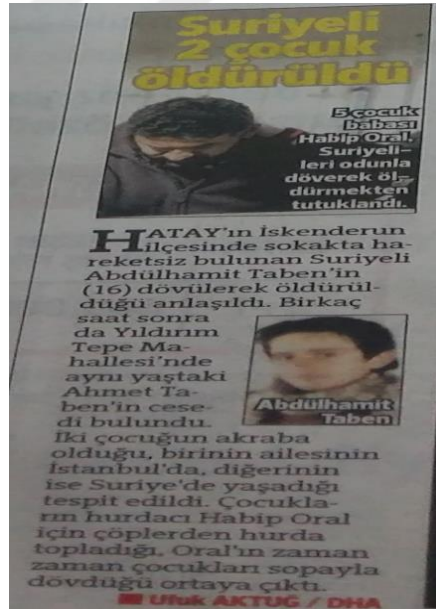 Suriyeli
2 çocuk
öldürüldü
5 çocuk
babası
Habip Oral,
Suriyeli-
leri odunla
döverek öl-
dürmekten
tutuklandı.
HATAY'ın İskenderun
ilçesinde sokakta ha-
reketsiz bulunan Suriyeli
Abdülhamit Taben'in
(16) dövülerek öldürül-
düğü anlaşıldı. Birkaç
saat sonra
da Yıldırım
Tepe Ma-
hallesi'nde
aynı yaştaki
Ahmet Ta-
ben'in cese-
di bulundu.
Abdülhamit
Taben
İki çocuğun akraba
olduğu, birinin ailesinin
İstanbul'da, diğerinin
ise Suriye'de yaşadığı
tespit edildi. Çocukla-
rın hurdacı Habip Oral
için çöplerden hurda
topladığı, Oral'ın zaman
zaman çocukları sopayla
dövdüğü ortaya çıktı.
Ufuk AKTUĞ / DHA